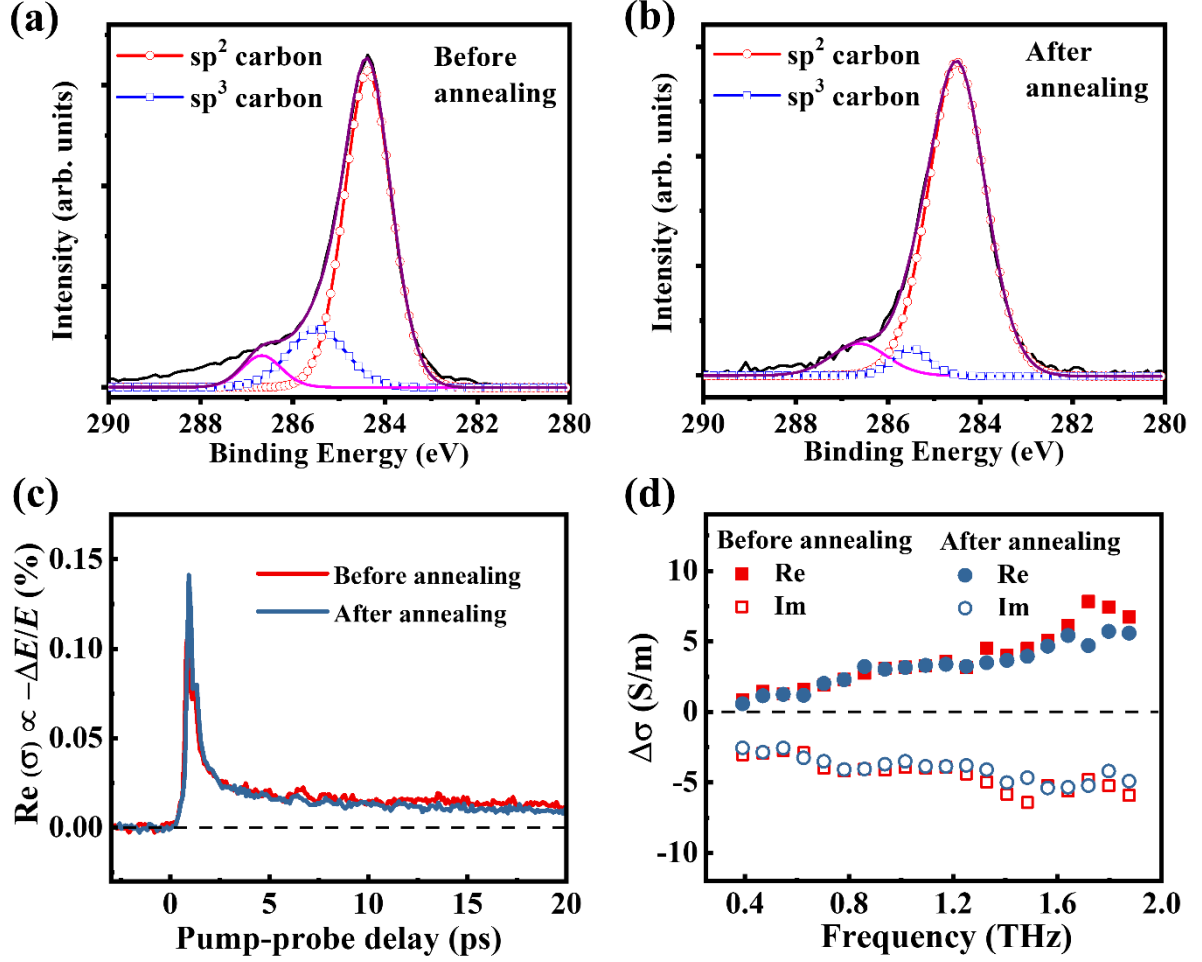 (a)
sp² carbon
sp³ carbon
Before
annealing
Intensity (arb. units)
290 288 286 284 282 280
Binding Energy (eV)
(b)
sp² carbon
sp³ carbon
After
annealing
Intensity (arb. units)
290 288 286 284 282 280
Binding Energy (eV)
(c)
Before annealing
After annealing
Re (σ) ∝ −ΔE/E (%)
0.15
0.10
0.05
0.00
0 5 10 15 20
Pump-probe delay (ps)
(d)
Before annealing After annealing
Re Re
Im Im
Δσ (S/m)
10
5
0
-5
-10
0.4 0.8 1.2 1.6 2.0
Frequency (THz)